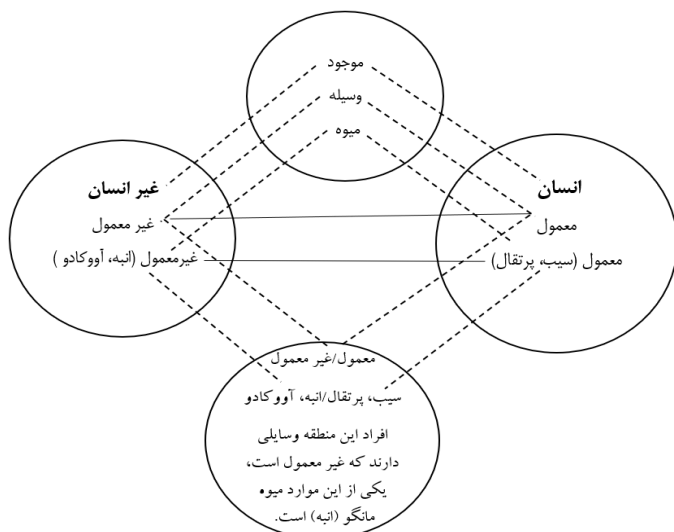 موجود
وسیله
میوه
انسان
معمول
معمول (سیب، پرتقال)
غیر انسان
غیر معمول
غیرمعمول (انبه، آووکادو )
معمول/غیر معمول
سیب، پرتقال/انبه، آووکادو
افراد این منطقه وسایلی
دارند که غیر معمول است،
یکی از این موارد میوه
مانگو (انبه) است.